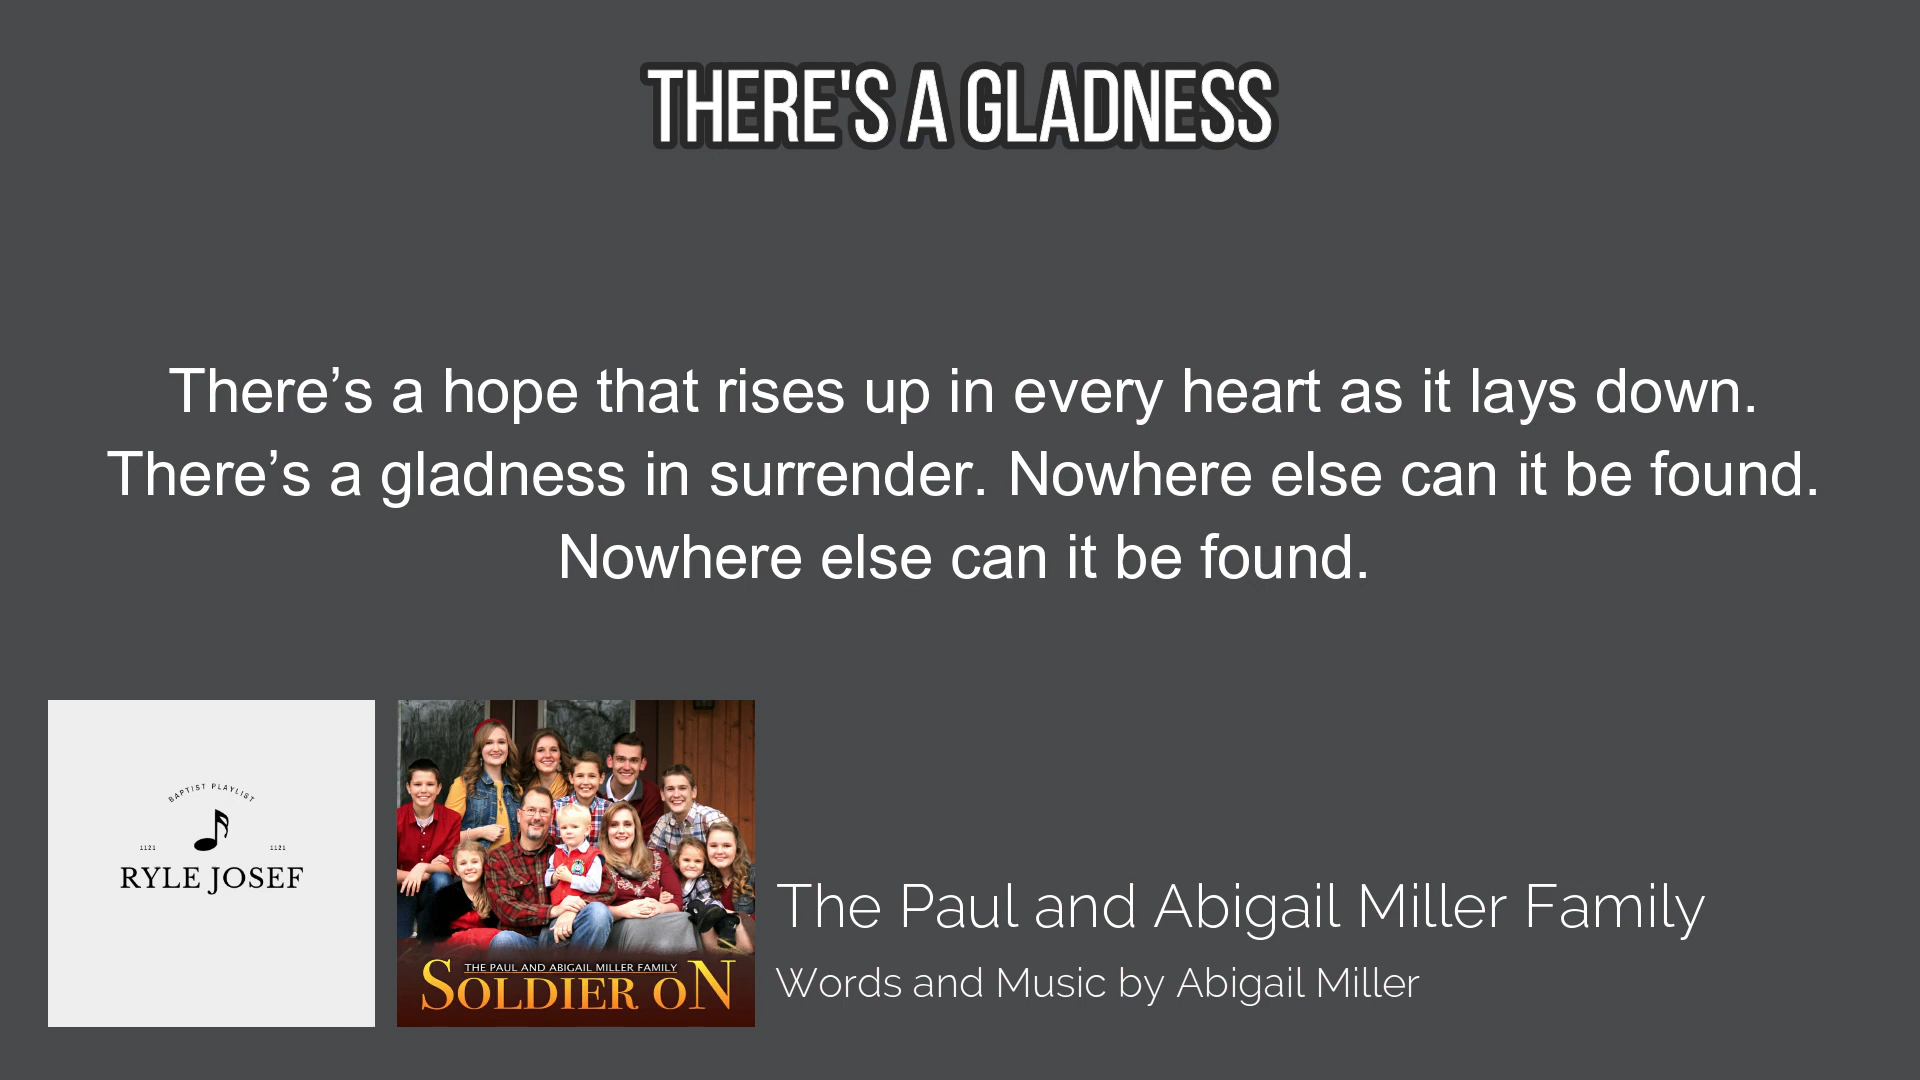 THERE'S A GLADNESS
There’s a hope that rises up in every heart as it lays down.
There’s a gladness in surrender. Nowhere else can it be found.
Nowhere else can it be found.
BAPTIST PLAYLIST
1121 1121
RYLE JOSEF
THE PAUL AND ABIGAIL MILLER FAMILY
SOLDIER ON
The Paul and Abigail Miller Family
Words and Music by Abigail Miller